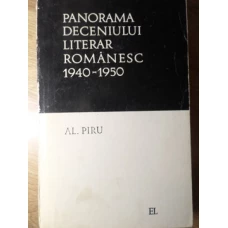 PANORAMA
DECENIULUI
LITERAR
ROMÂNESC
1940-1950
AL. PIRU
EL